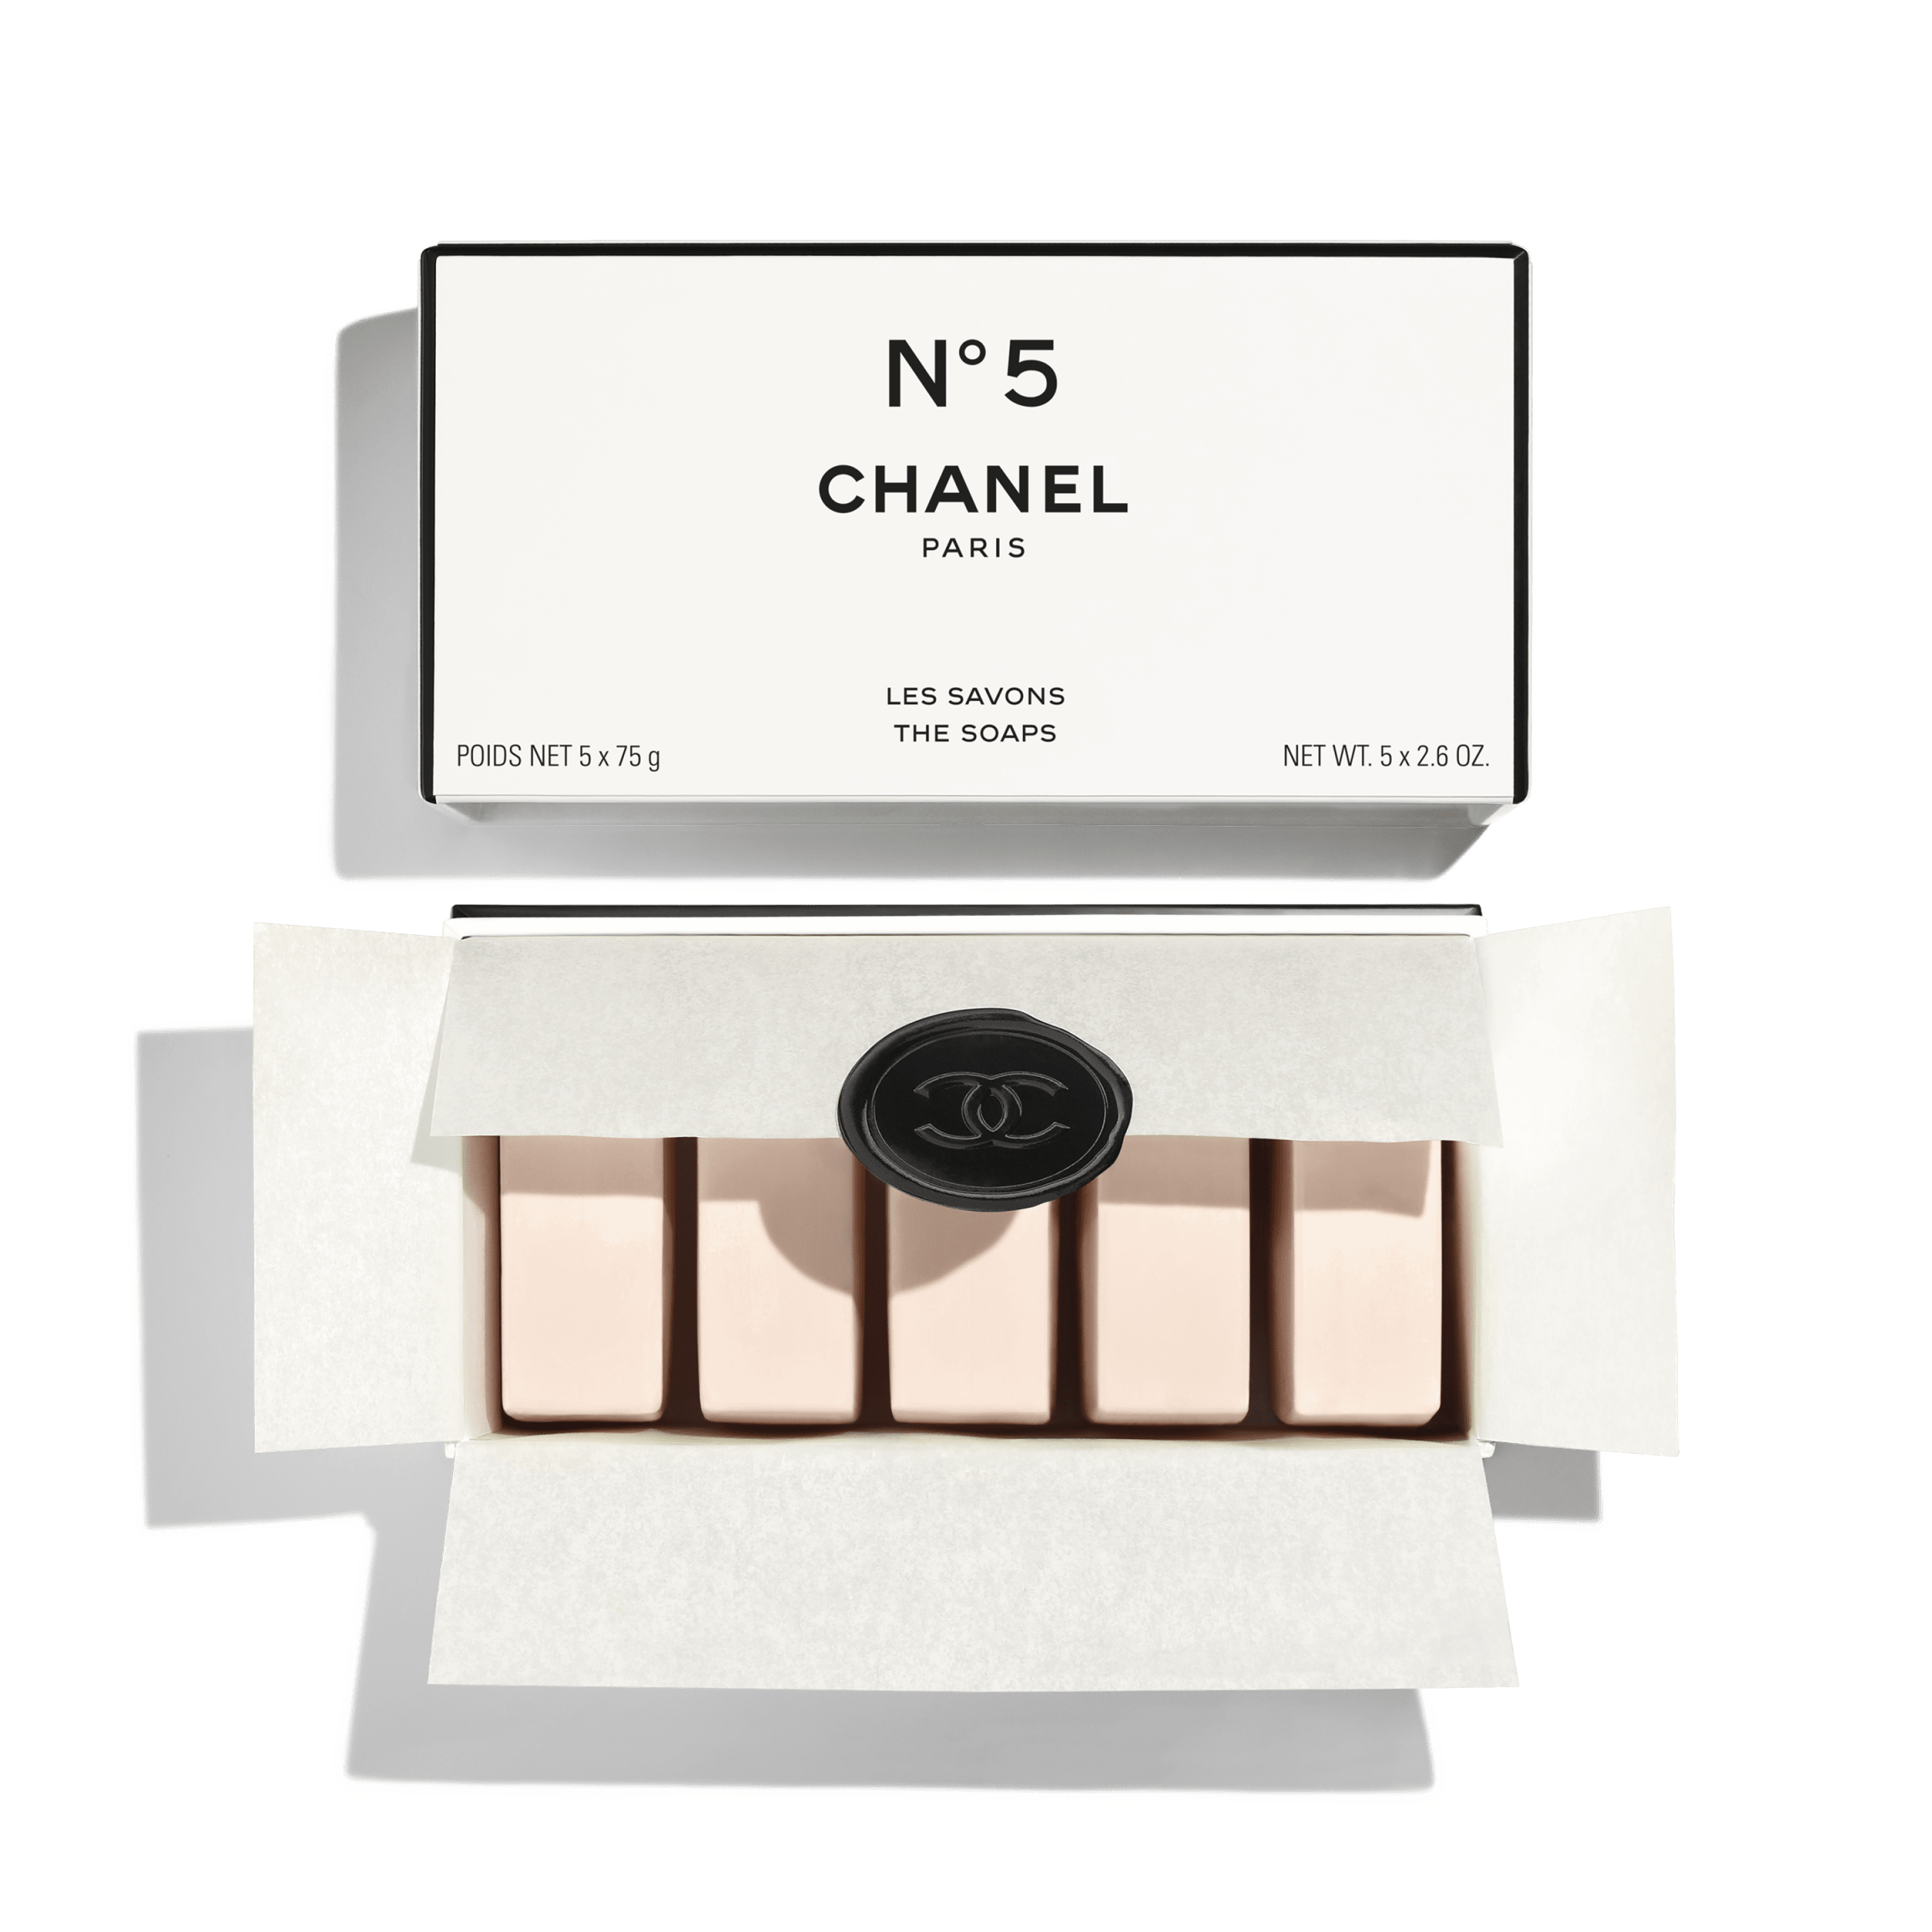 N°5
CHANEL
PARIS
LES SAVONS
THE SOAPS
POIDS NET 5 x 75 g
NET WT. 5 x 2.6 OZ.